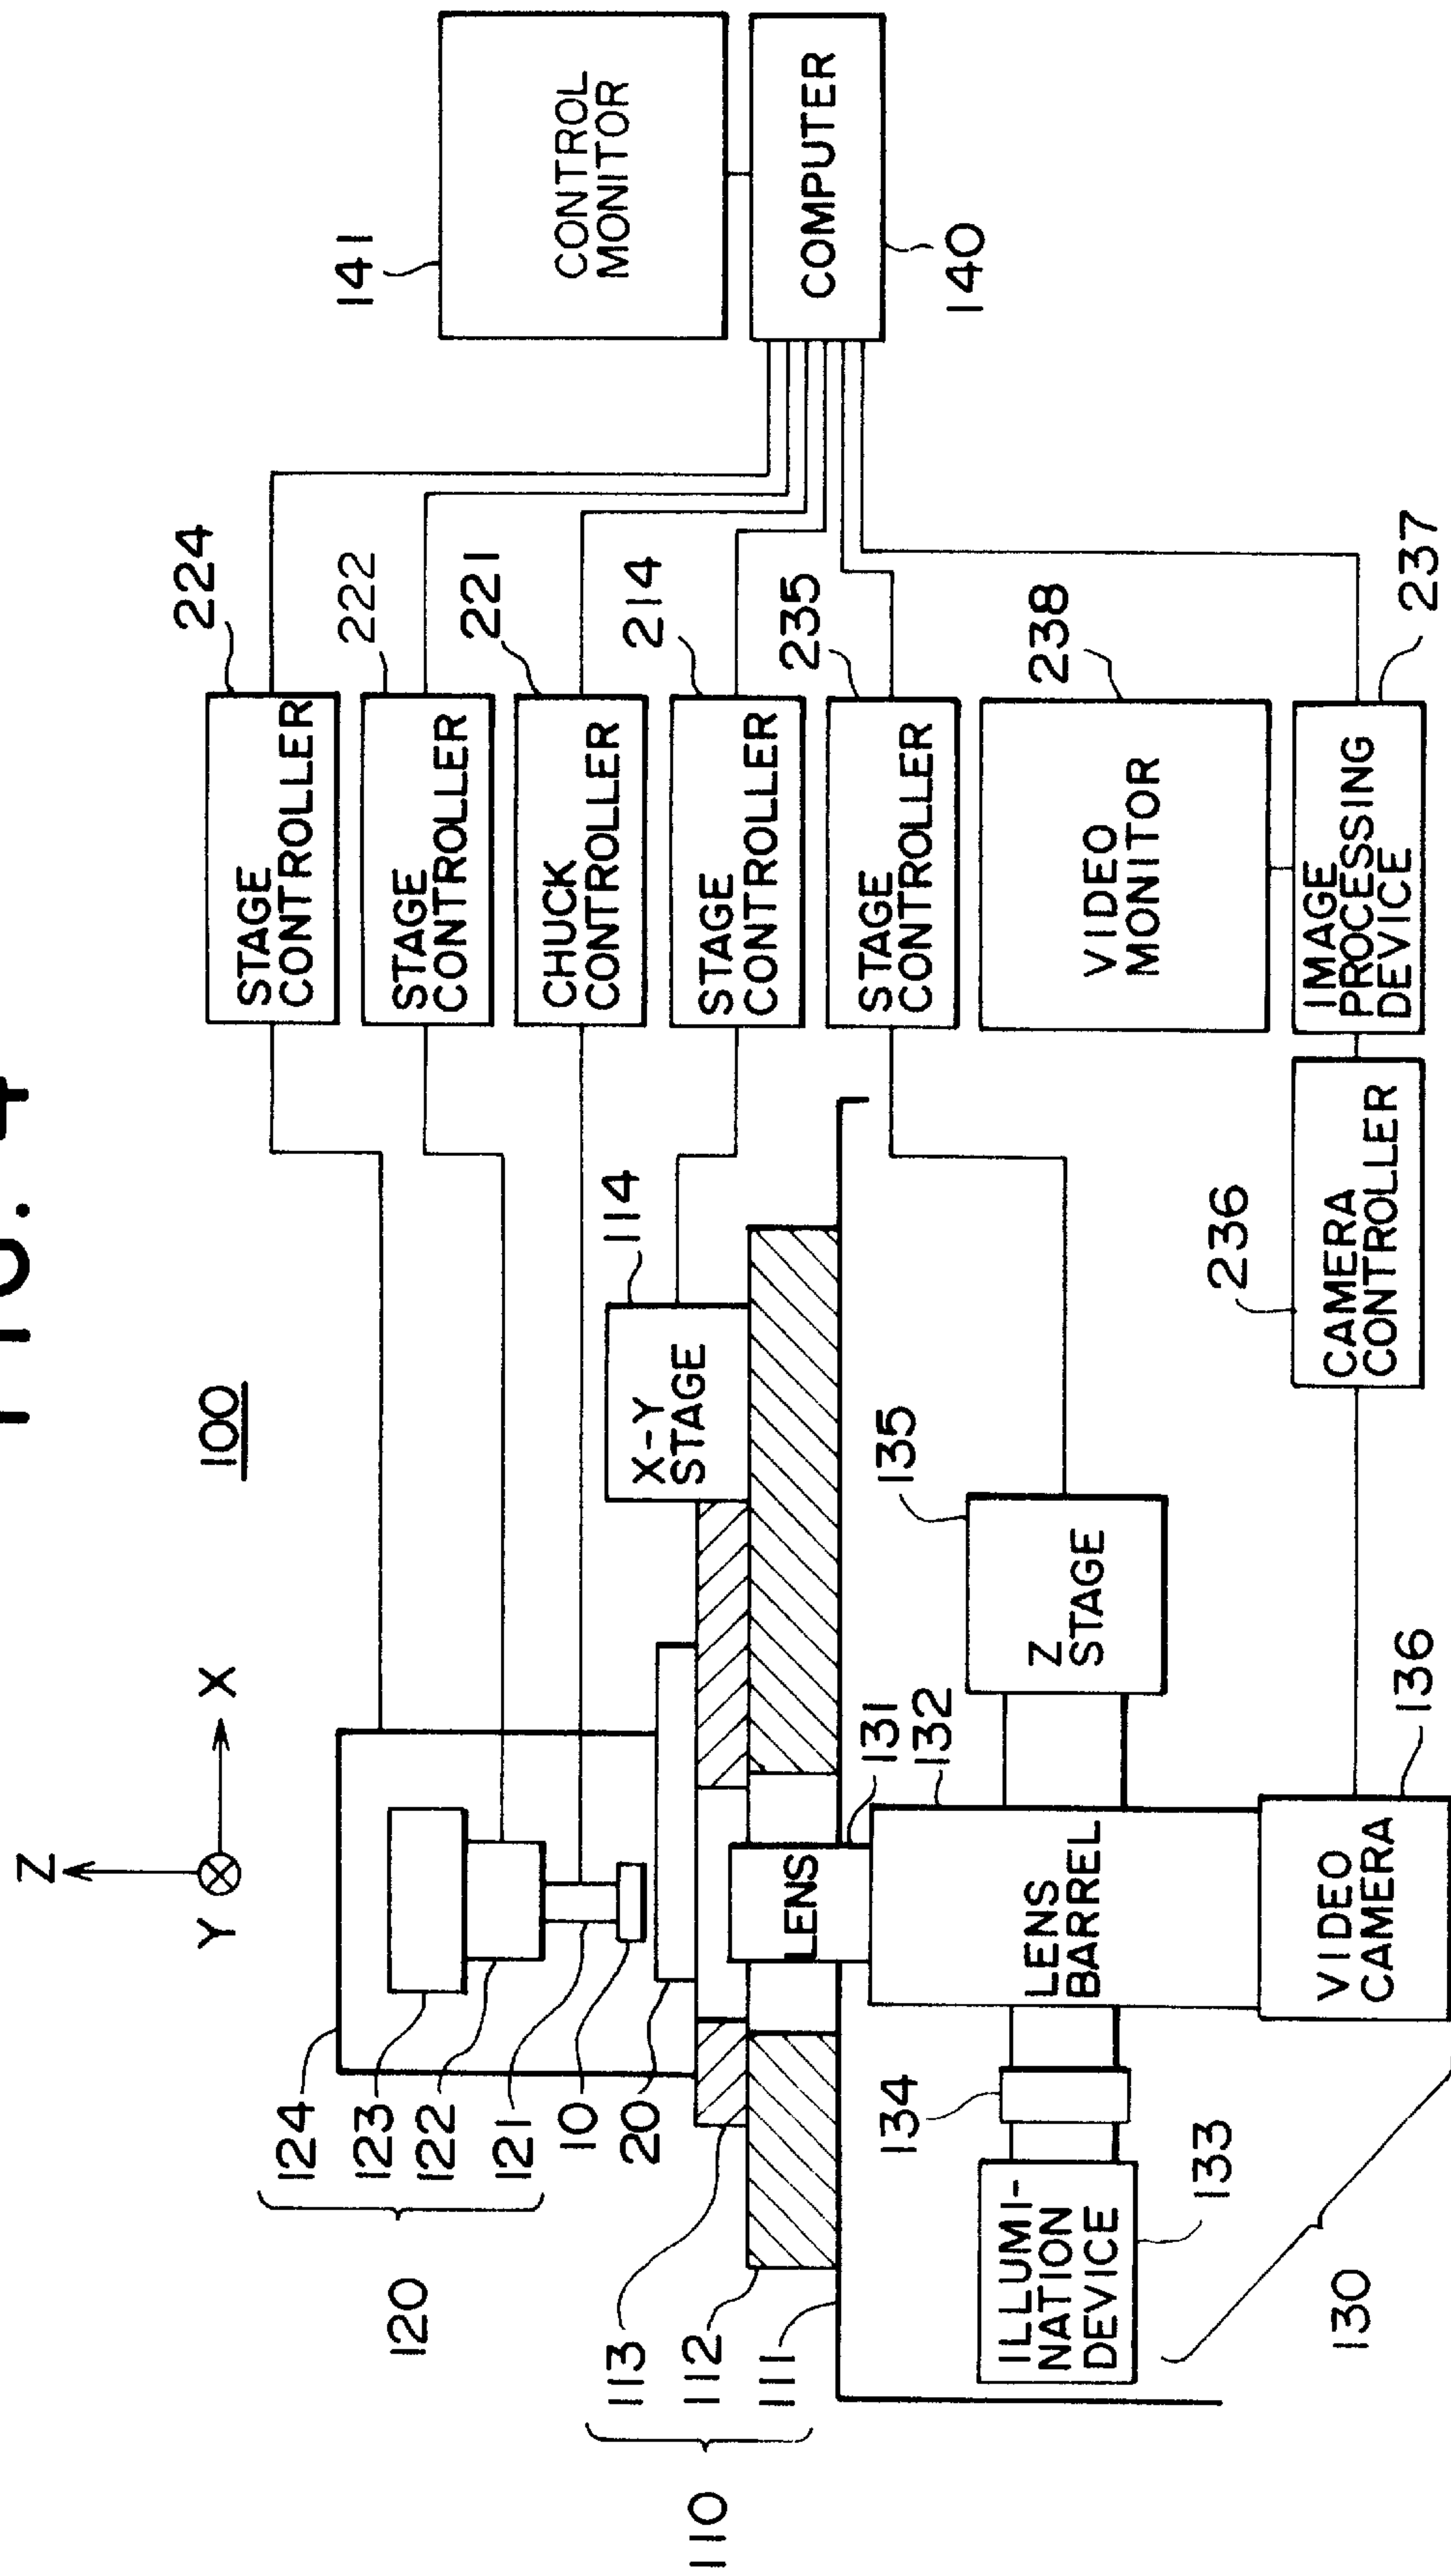 FIG. 4
100
Z
Y
X
124
123
122
121
10
20
120
113
112
111
110
X-Y
STAGE
114
LENS
131
132
LENS
BARREL
Z
STAGE
135
134
ILLUMI-
NATION
DEVICE
133
130
VIDEO
CAMERA
136
CAMERA
CONTROLLER
236
STAGE
CONTROLLER
224
STAGE
CONTROLLER
222
CHUCK
CONTROLLER
221
STAGE
CONTROLLER
214
STAGE
CONTROLLER
235
VIDEO
MONITOR
238
IMAGE
PROCESSING
DEVICE
237
CONTROL
MONITOR
141
COMPUTER
140